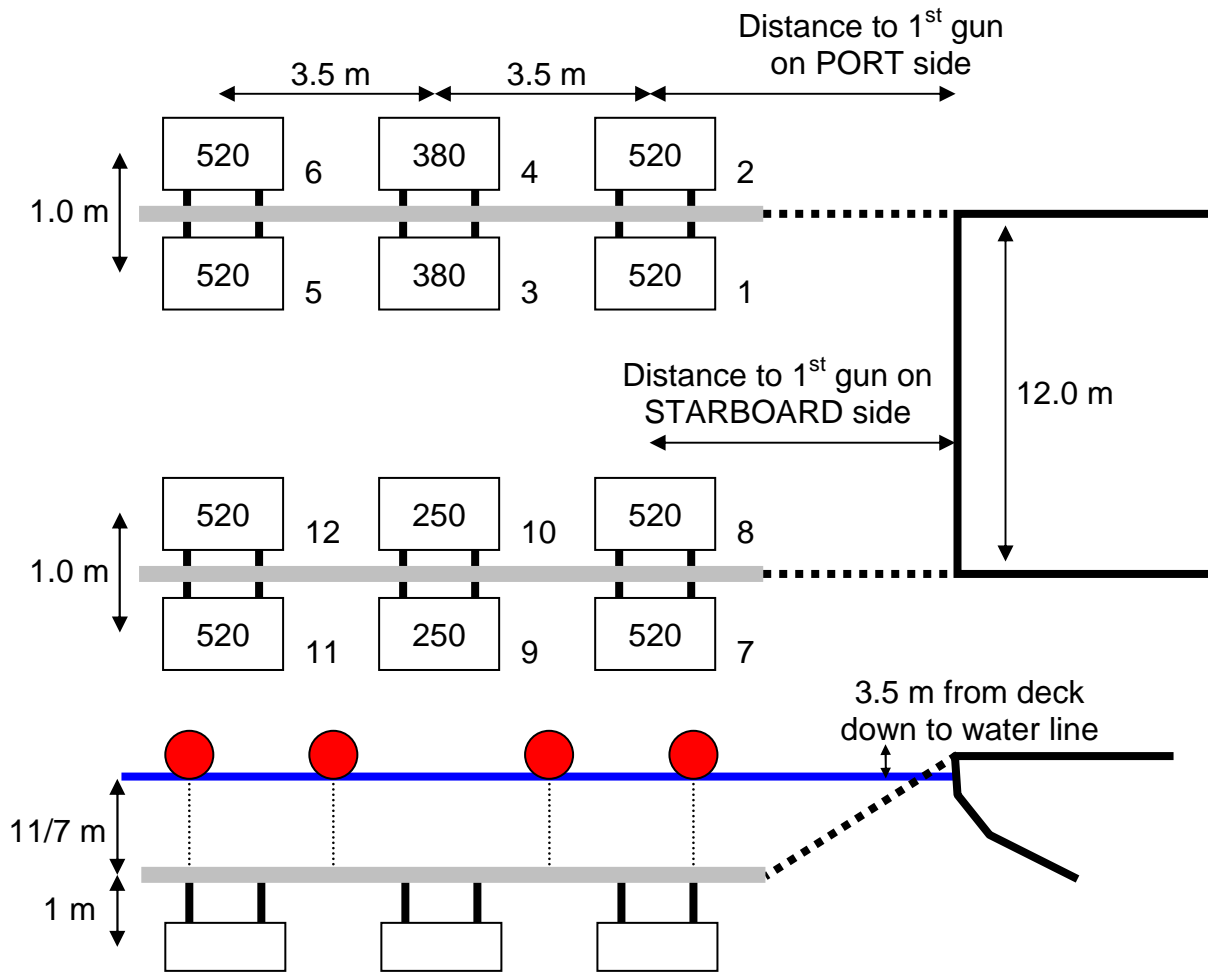 Distance to 1st gun
on PORT side
3.5 m 3.5 m
520 380 520
6 4 2
1.0 m
520 380 520
5 3 1
Distance to 1st gun on
STARBOARD side
12.0 m
520 250 520
12 10 8
1.0 m
520 250 520
11 9 7
3.5 m from deck
down to water line
11/7 m
1 m